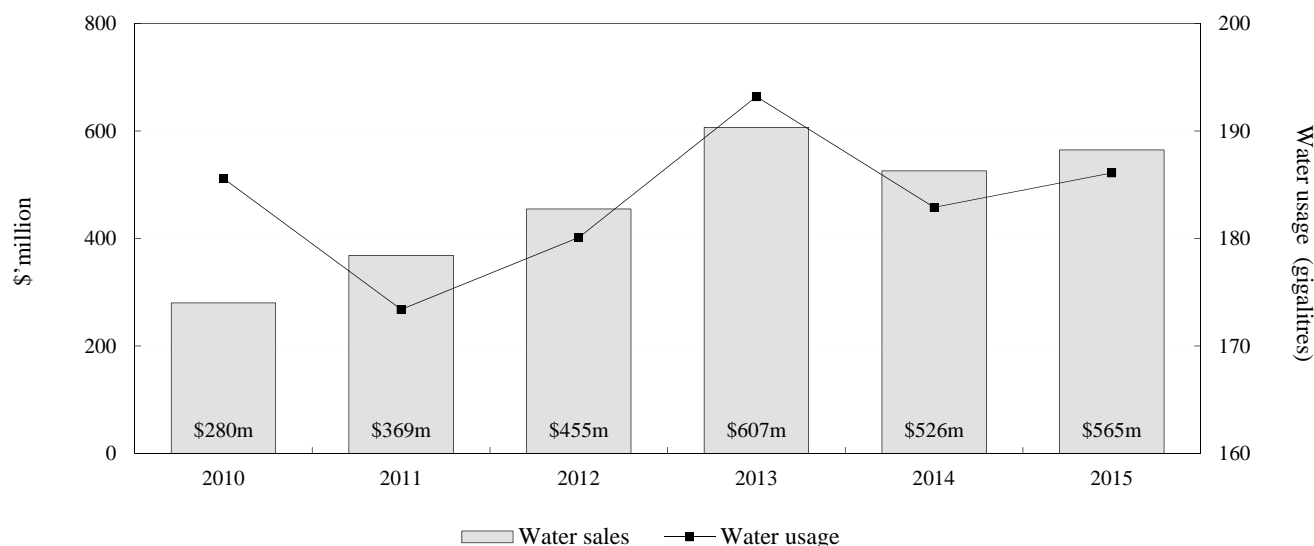 800
600
400
200
0
$'million
200
190
180
170
160
Water usage (gigalitres)
$280m
$369m
$455m
$607m
$526m
$565m
2010
2011
2012
2013
2014
2015
Water sales
Water usage